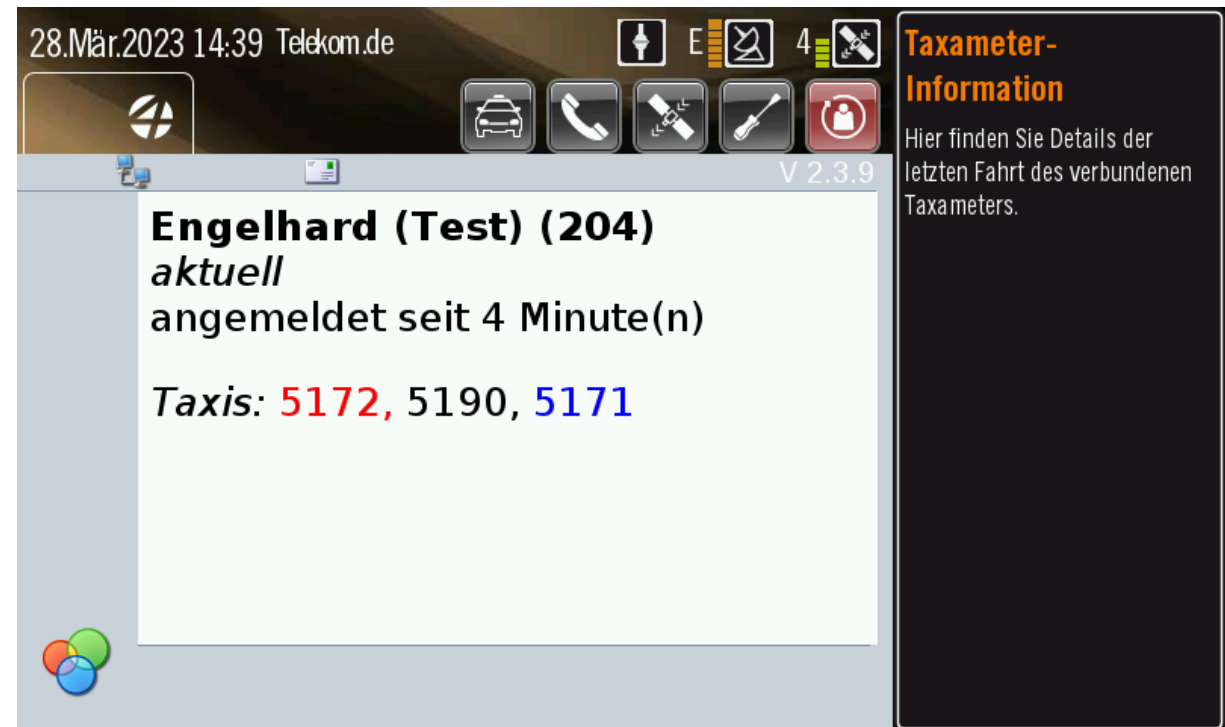 28.Mär.2023 14:39 Telekom.de E 4
V 2.3.9
Engelhard (Test) (204)
aktuell
angemeldet seit 4 Minute(n)
Taxis: 5172, 5190, 5171
Taxameter-
Information
Hier finden Sie Details der
letzten Fahrt des verbundenen
Taxameters.